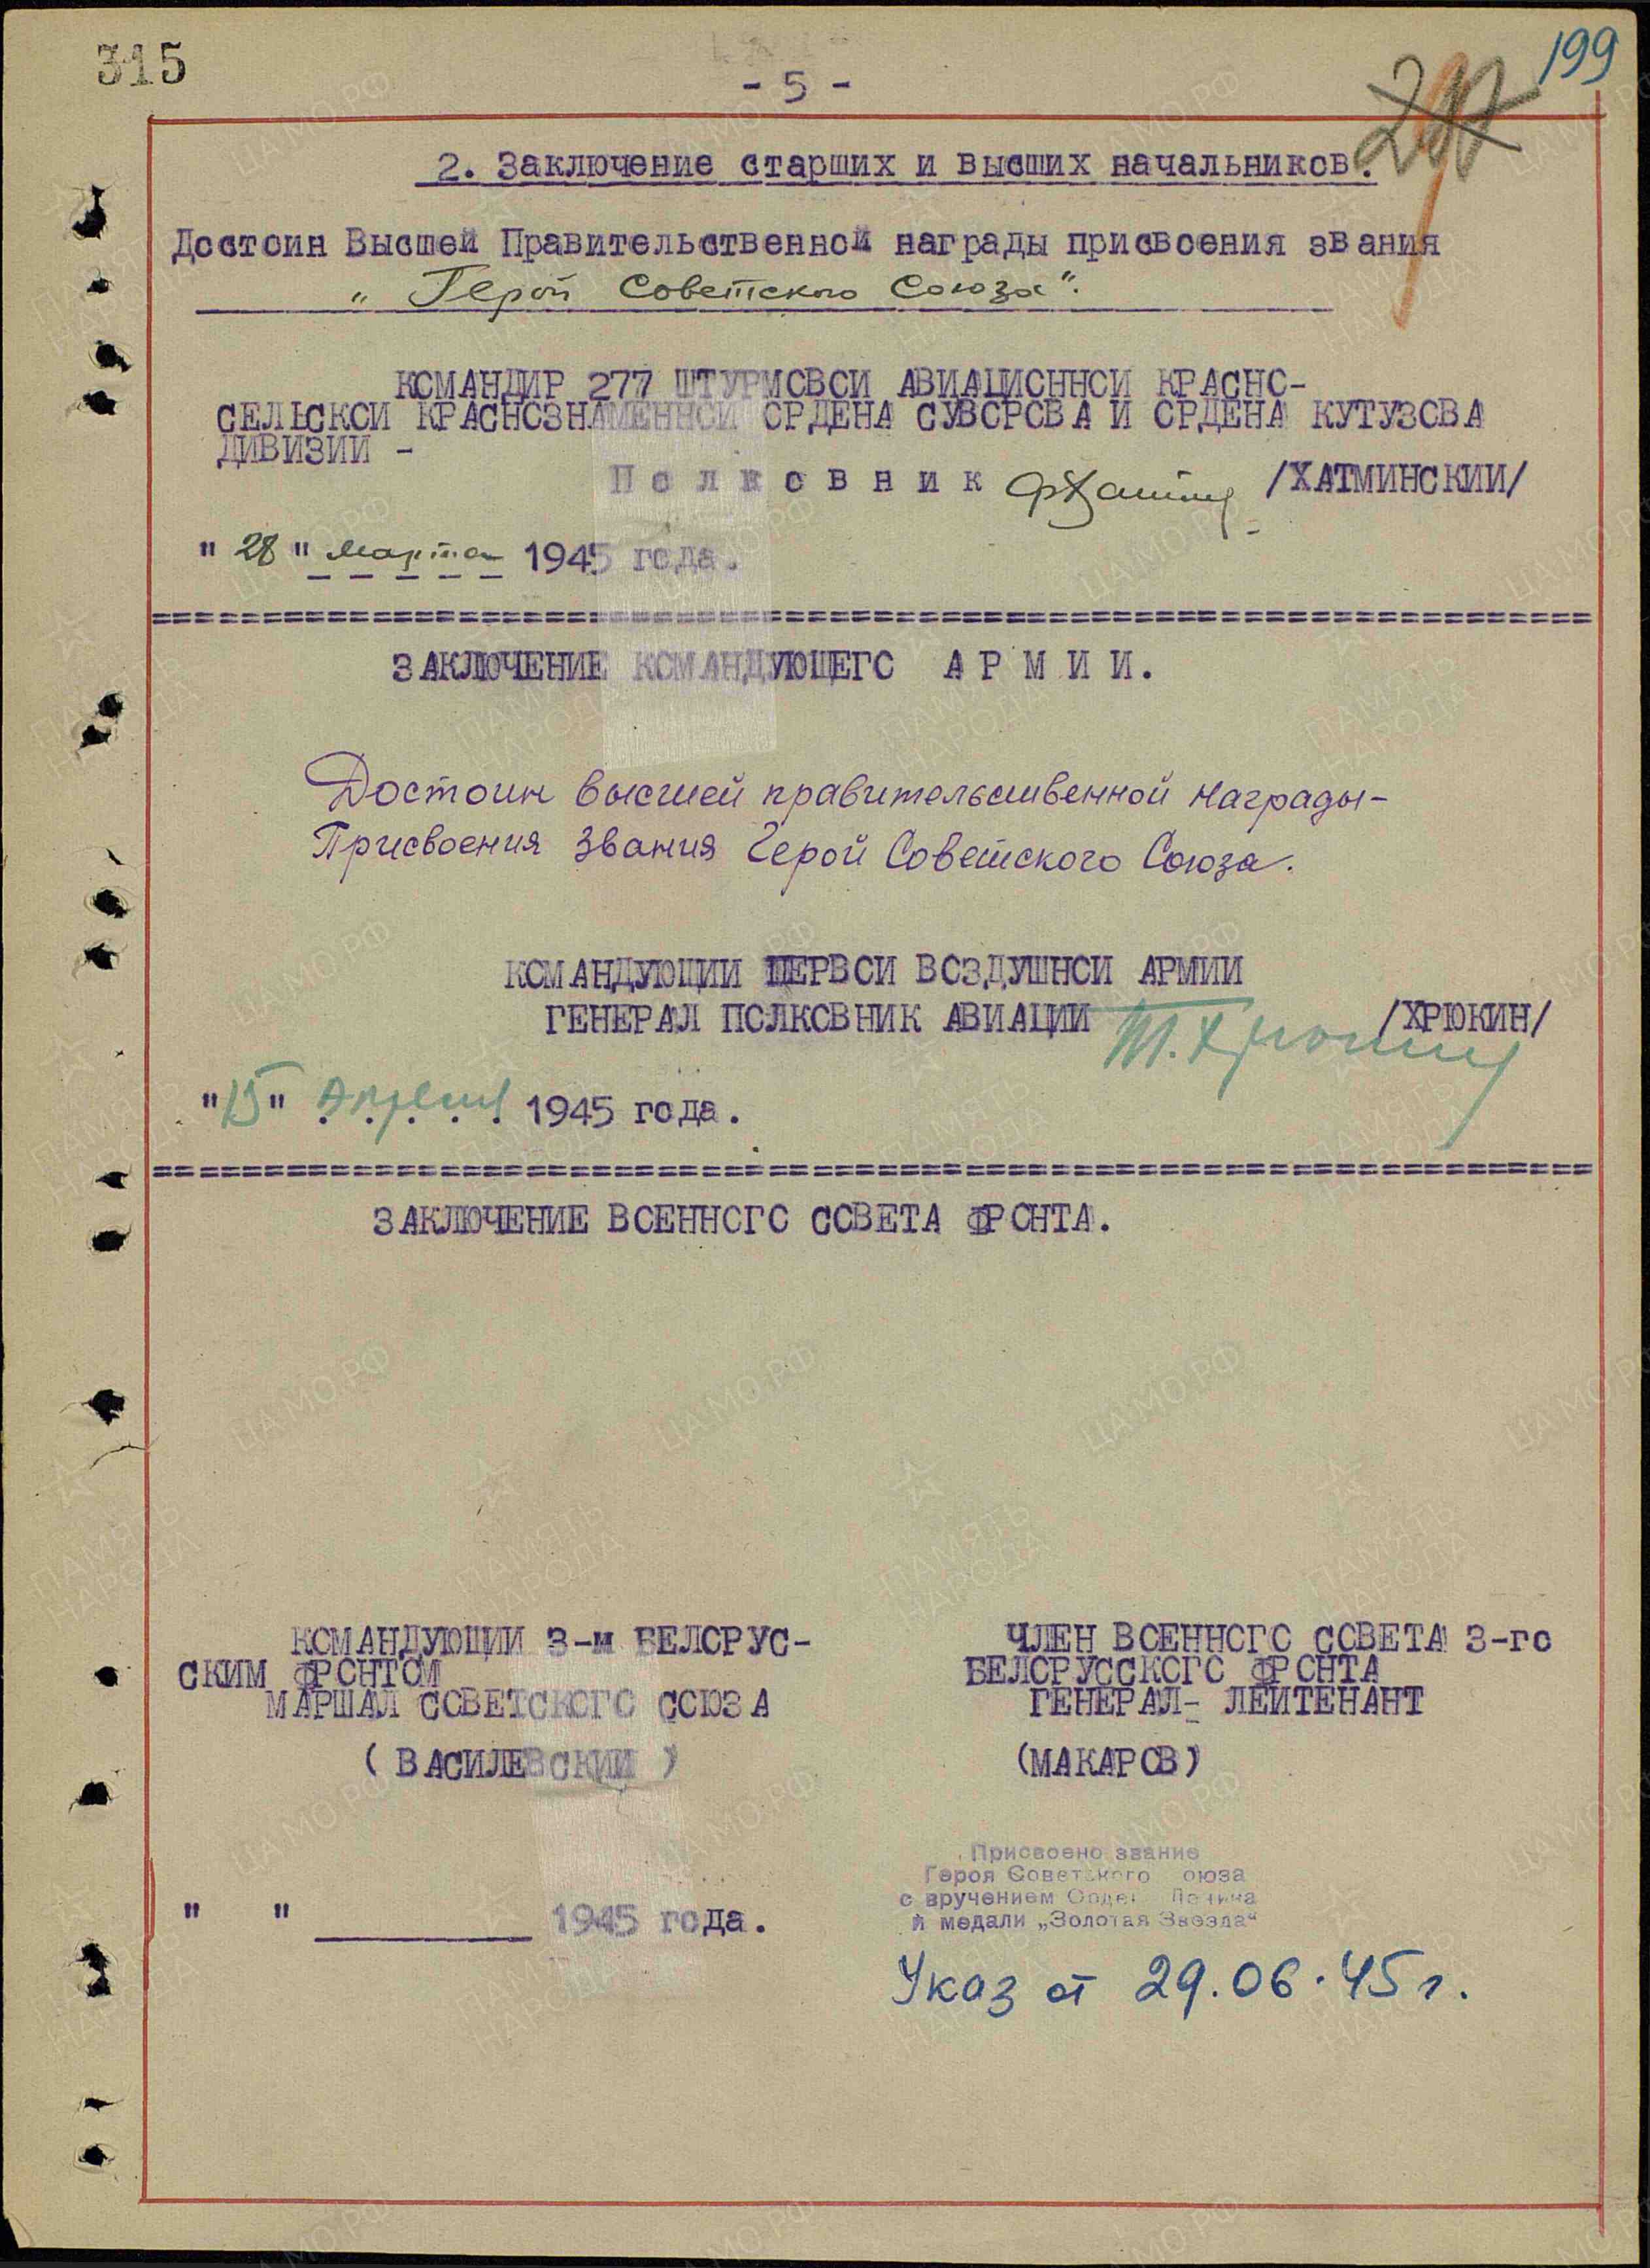 315
199
- 5 -
2. Заключение старших и высших начальников.
Достоин Высшей Правительственной награды присвоения звания
„ Герой Советского Союза“.
КОМАНДИР 277 ШТУРМОВОЙ АВИАЦИОННОЙ КРАСНО-
СЕЛЬСКОЙ КРАСНОЗНАМЕННОЙ ОРДЕНА СУВОРОВА И ОРДЕНА КУТУЗОВА
ДИВИЗИИ -
Полковник /ХАТМИНСКИЙ/
" 28 " марта 1945 года.
ЗАКЛЮЧЕНИЕ КОМАНДУЮЩЕГО АРМИИ.
Достоин высшей правительственной награды-
Присвоения звания Герой Советского Союза.
КОМАНДУЮЩИЙ ПЕРВОЙ ВОЗДУШНОЙ АРМИИ
ГЕНЕРАЛ ПОЛКОВНИК АВИАЦИИ Т. Хрюкин /ХРЮКИН/
"15" Апреля 1945 года.
ЗАКЛЮЧЕНИЕ ВОЕННОГО СОВЕТА ФРОНТА.
КОМАНДУЮЩИЙ 3-м БЕЛОРУС-
СКИМ ФРОНТОМ
МАРШАЛ СОВЕТСКОГО СОЮЗА
( ВАСИЛЕВСКИЙ )
ЧЛЕН ВОЕННОГО СОВЕТА 3-го
БЕЛОРУССКОГО ФРОНТА
ГЕНЕРАЛ- ЛЕЙТЕНАНТ
(МАКАРОВ)
Присвоено звание
Героя Советского оюза
с вручением Орде Ленина
и медали „Золотая Звезда“
" " 1945 года.
Указ от 29.06.45 г.